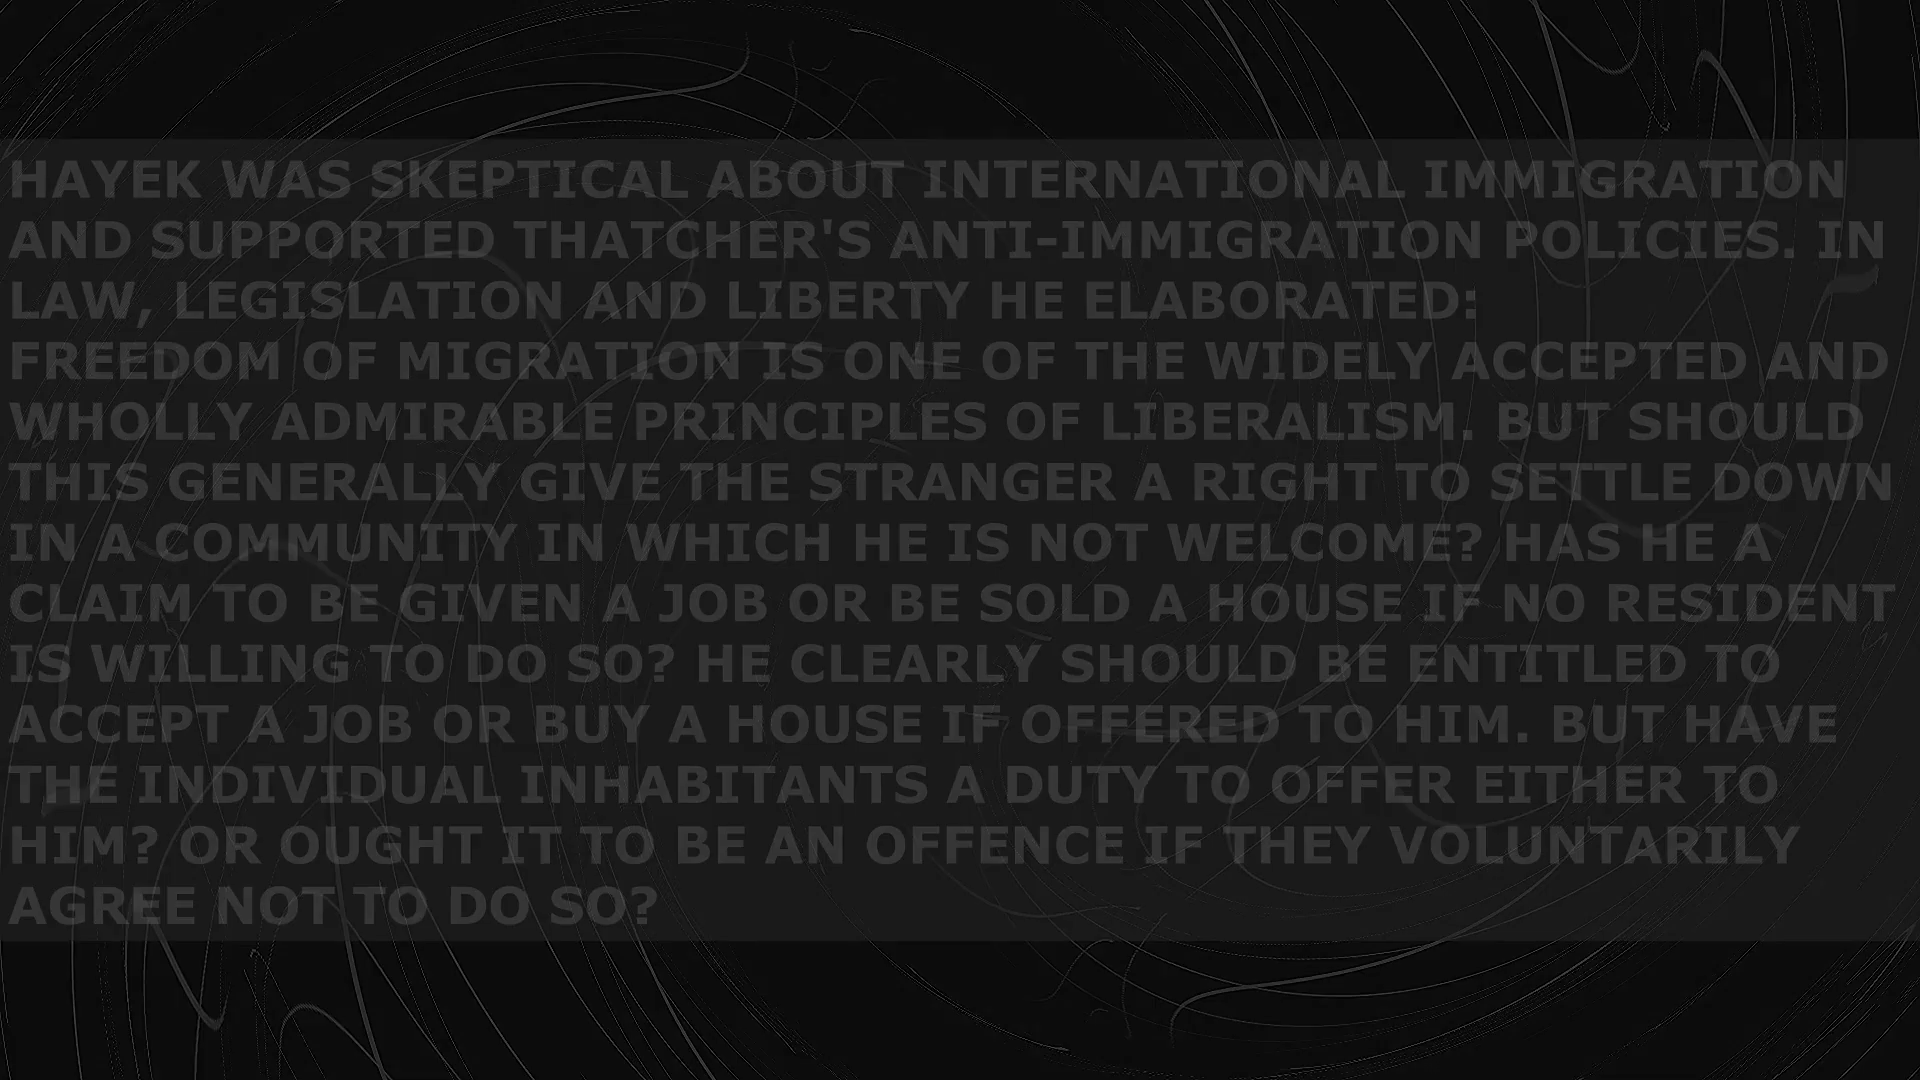 HAYEK WAS SKEPTICAL ABOUT INTERNATIONAL IMMIGRATION
AND SUPPORTED THATCHER'S ANTI-IMMIGRATION POLICIES. IN
LAW, LEGISLATION AND LIBERTY HE ELABORATED:
FREEDOM OF MIGRATION IS ONE OF THE WIDELY ACCEPTED AND
WHOLLY ADMIRABLE PRINCIPLES OF LIBERALISM. BUT SHOULD
THIS GENERALLY GIVE THE STRANGER A RIGHT TO SETTLE DOWN
IN A COMMUNITY IN WHICH HE IS NOT WELCOME? HAS HE A
CLAIM TO BE GIVEN A JOB OR BE SOLD A HOUSE IF NO RESIDENT
IS WILLING TO DO SO? HE CLEARLY SHOULD BE ENTITLED TO
ACCEPT A JOB OR BUY A HOUSE IF OFFERED TO HIM. BUT HAVE
THE INDIVIDUAL INHABITANTS A DUTY TO OFFER EITHER TO
HIM? OR OUGHT IT TO BE AN OFFENCE IF THEY VOLUNTARILY
AGREE NOT TO DO SO?